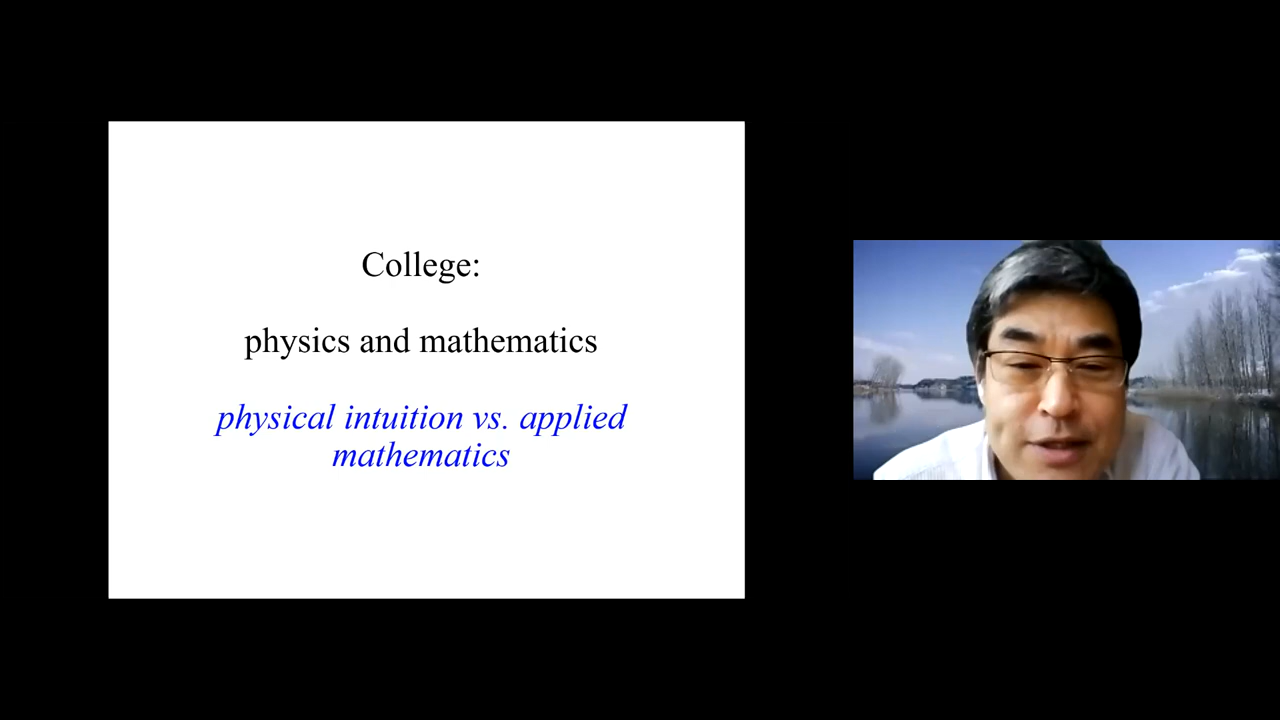 College:
physics and mathematics
physical intuition vs. applied
mathematics